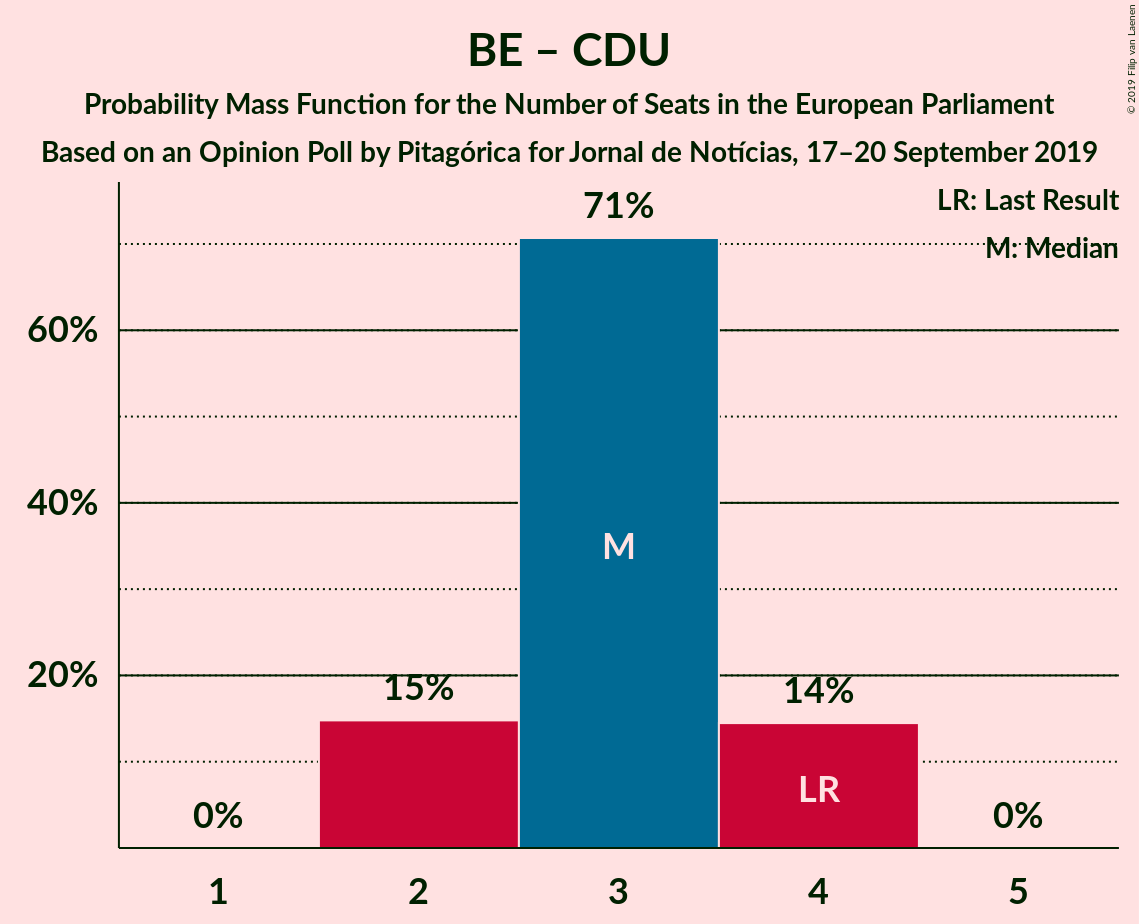 BE – CDU
Probability Mass Function for the Number of Seats in the European Parliament
Based on an Opinion Poll by Pitagórica for Jornal de Notícias, 17–20 September 2019
© 2019 Filip van Laenen
LR: Last Result
M: Median
71%
60%
40%
20%
15%
14%
M
LR
0%
0%
1 2 3 4 5